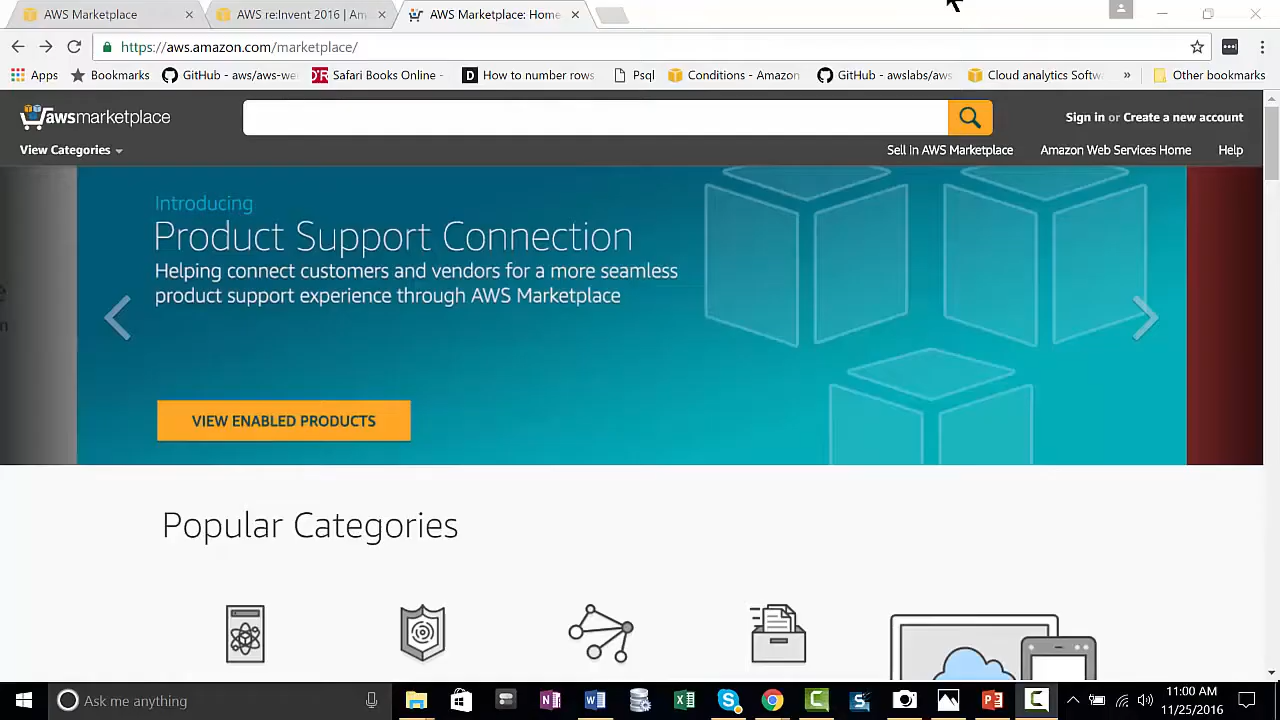 AWS Marketplace
AWS re:Invent 2016 | Am
AWS Marketplace: Home
https://aws.amazon.com/marketplace/
Apps
Bookmarks
GitHub - aws/aws-we
Safari Books Online -
How to number rows
Psql
Conditions - Amazon
GitHub - awslabs/aws
Cloud analytics Softw
»
Other bookmarks
awsmarketplace
Sign in or Create a new account
View Categories
Sell in AWS Marketplace
Amazon Web Services Home
Help
Introducing
Product Support Connection
Helping connect customers and vendors for a more seamless
product support experience through AWS Marketplace
VIEW ENABLED PRODUCTS
Popular Categories
Ask me anything
11:00 AM
11/25/2016